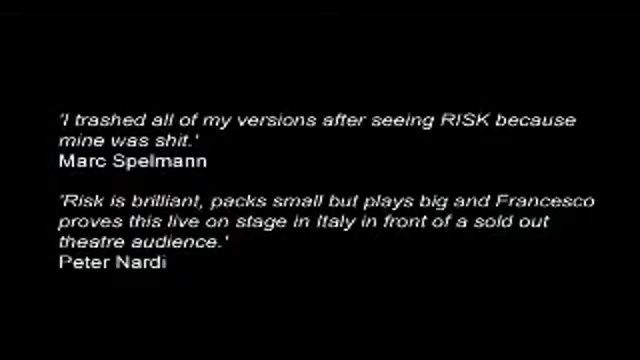 'I trashed all of my versions after seeing RISK because
mine was shit.'
Marc Spelmann
'Risk is brilliant, packs small but plays big and Francesco
proves this live on stage in Italy in front of a sold out
theatre audience.'
Peter Nardi